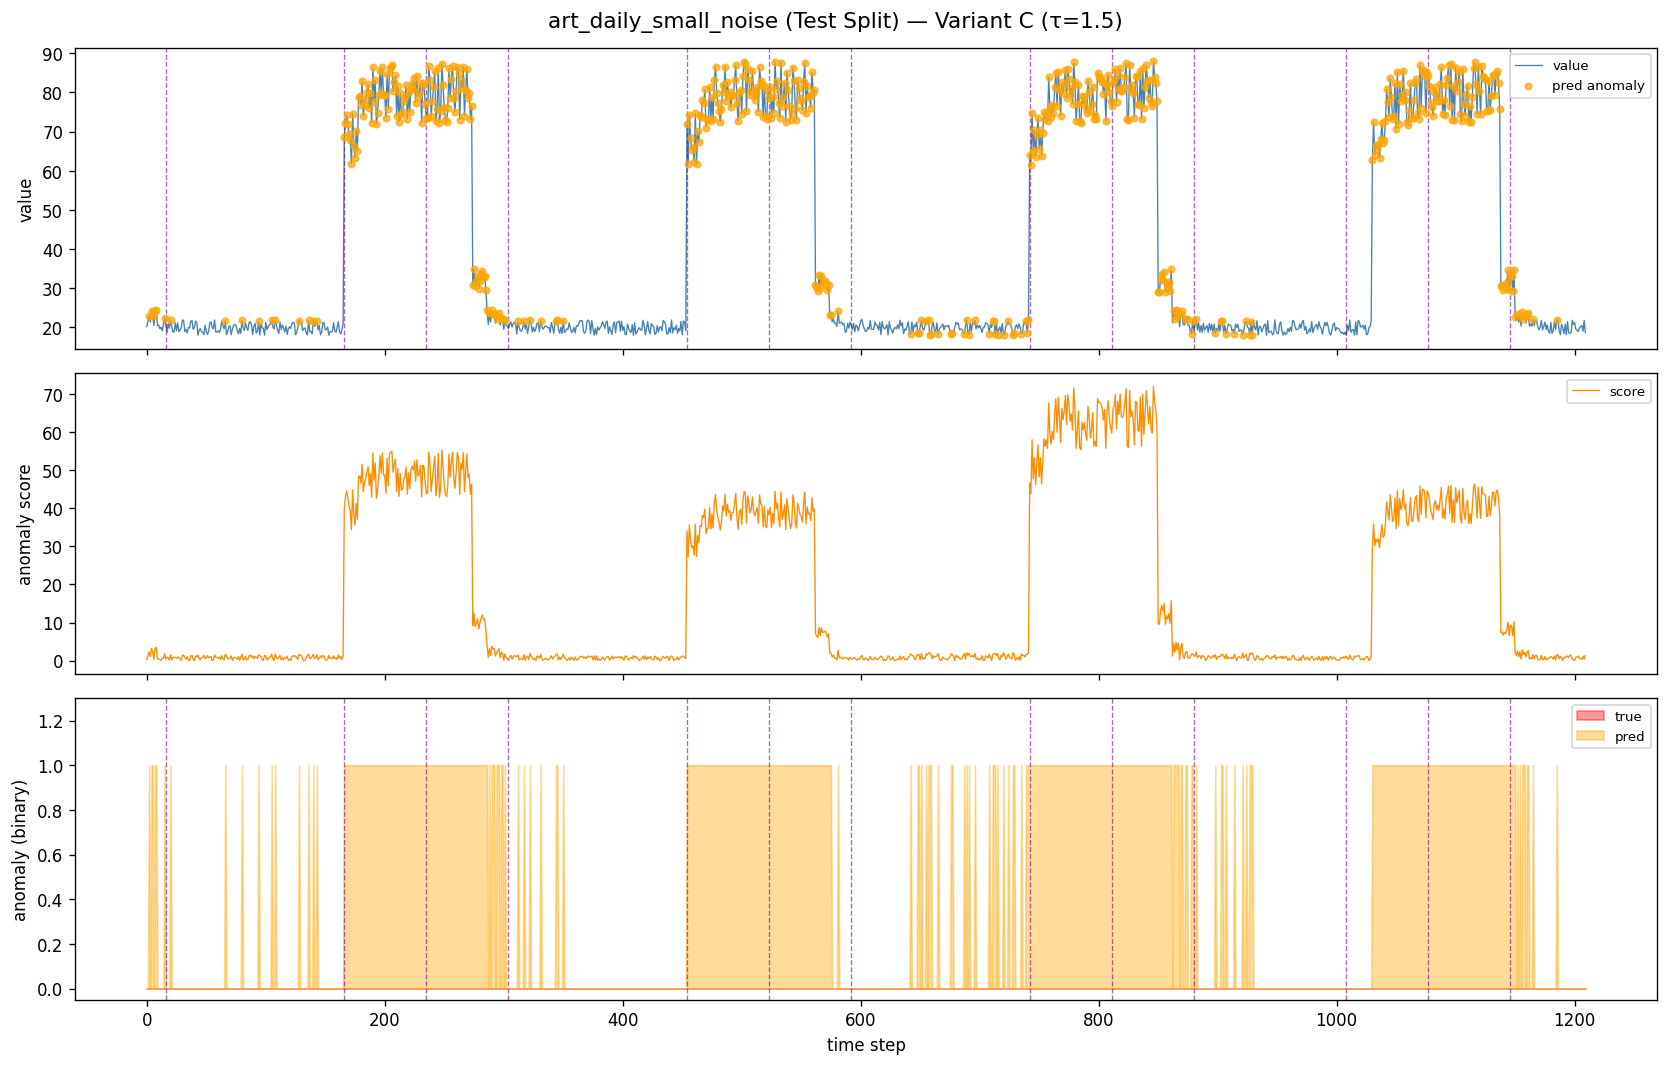 art_daily_small_noise (Test Split) — Variant C (τ=1.5)
value
pred anomaly
90
80
70
60
50
40
30
20
value
score
70
60
50
40
30
20
10
0
anomaly score
true
pred
1.2
1.0
0.8
0.6
0.4
0.2
0.0
anomaly (binary)
0 200 400 600 800 1000 1200
time step